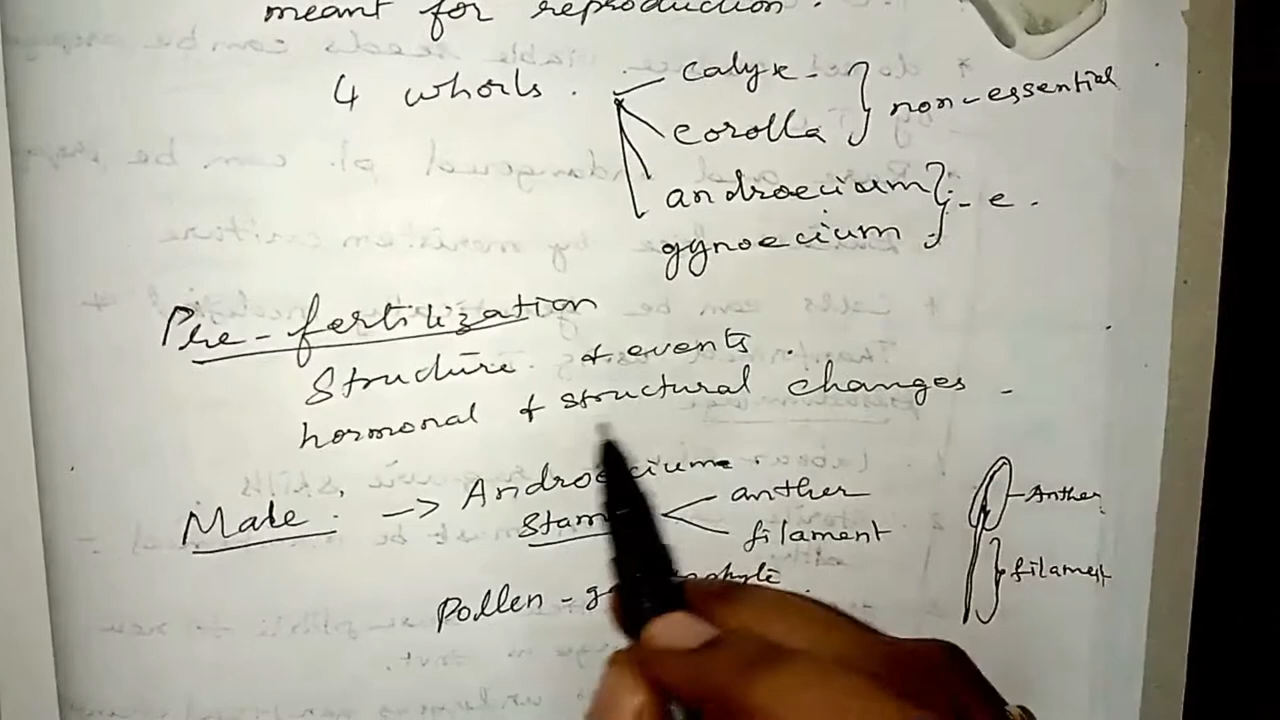 meant for reproduction.
4 whorls. calyx - } non-essential
corolla
androecium } - e.
gynoecium
Pre-fertilization
Structure & events.
hormonal & structural changes -
Male: -> Androecium.
anther
filament
Pollen -
Anther
filament